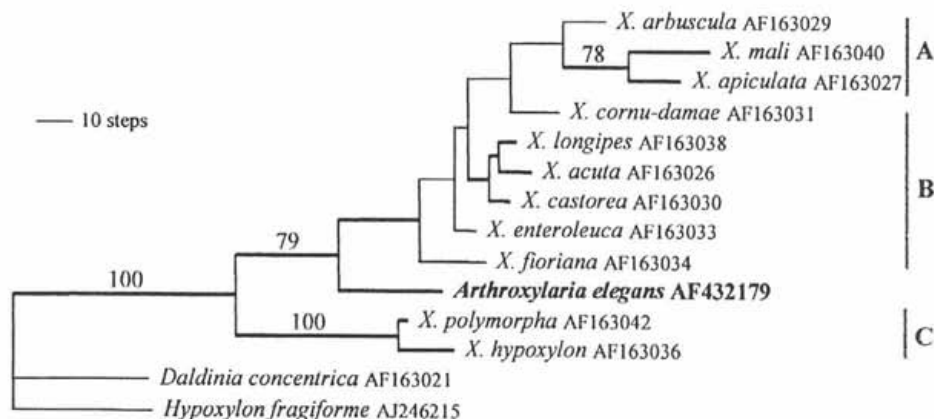 X. arbuscula AF163029
78
X. mali AF163040
A
X. apiculata AF163027
X. cornu-damae AF163031
10 steps
X. longipes AF163038
X. acuta AF163026
B
X. castorea AF163030
X. enteroleuca AF163033
79
X. fioriana AF163034
100
Arthroxylaria elegans AF432179
100
X. polymorpha AF163042
C
X. hypoxylon AF163036
Daldinia concentrica AF163021
Hypoxylon fragiforme AJ246215